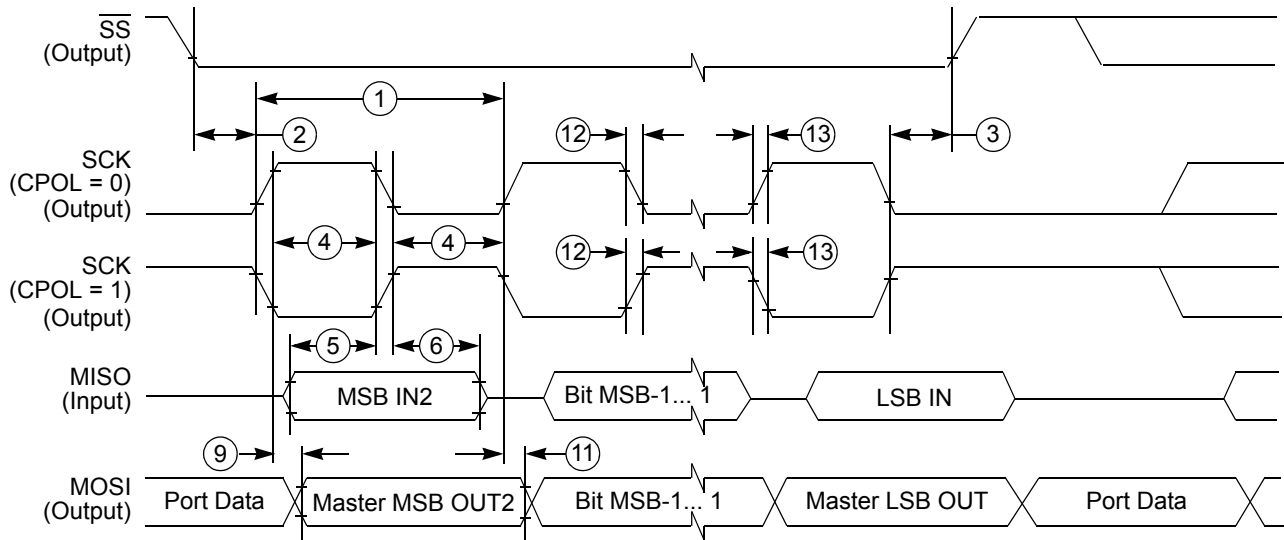 SS
(Output)
1
2
12
13
3
SCK
(CPOL = 0)
(Output)
4
4
12
13
SCK
(CPOL = 1)
(Output)
5
6
MISO
(Input)
MSB IN2
Bit MSB-1... 1
LSB IN
9
11
MOSI
(Output)
Port Data
Master MSB OUT2
Bit MSB-1... 1
Master LSB OUT
Port Data